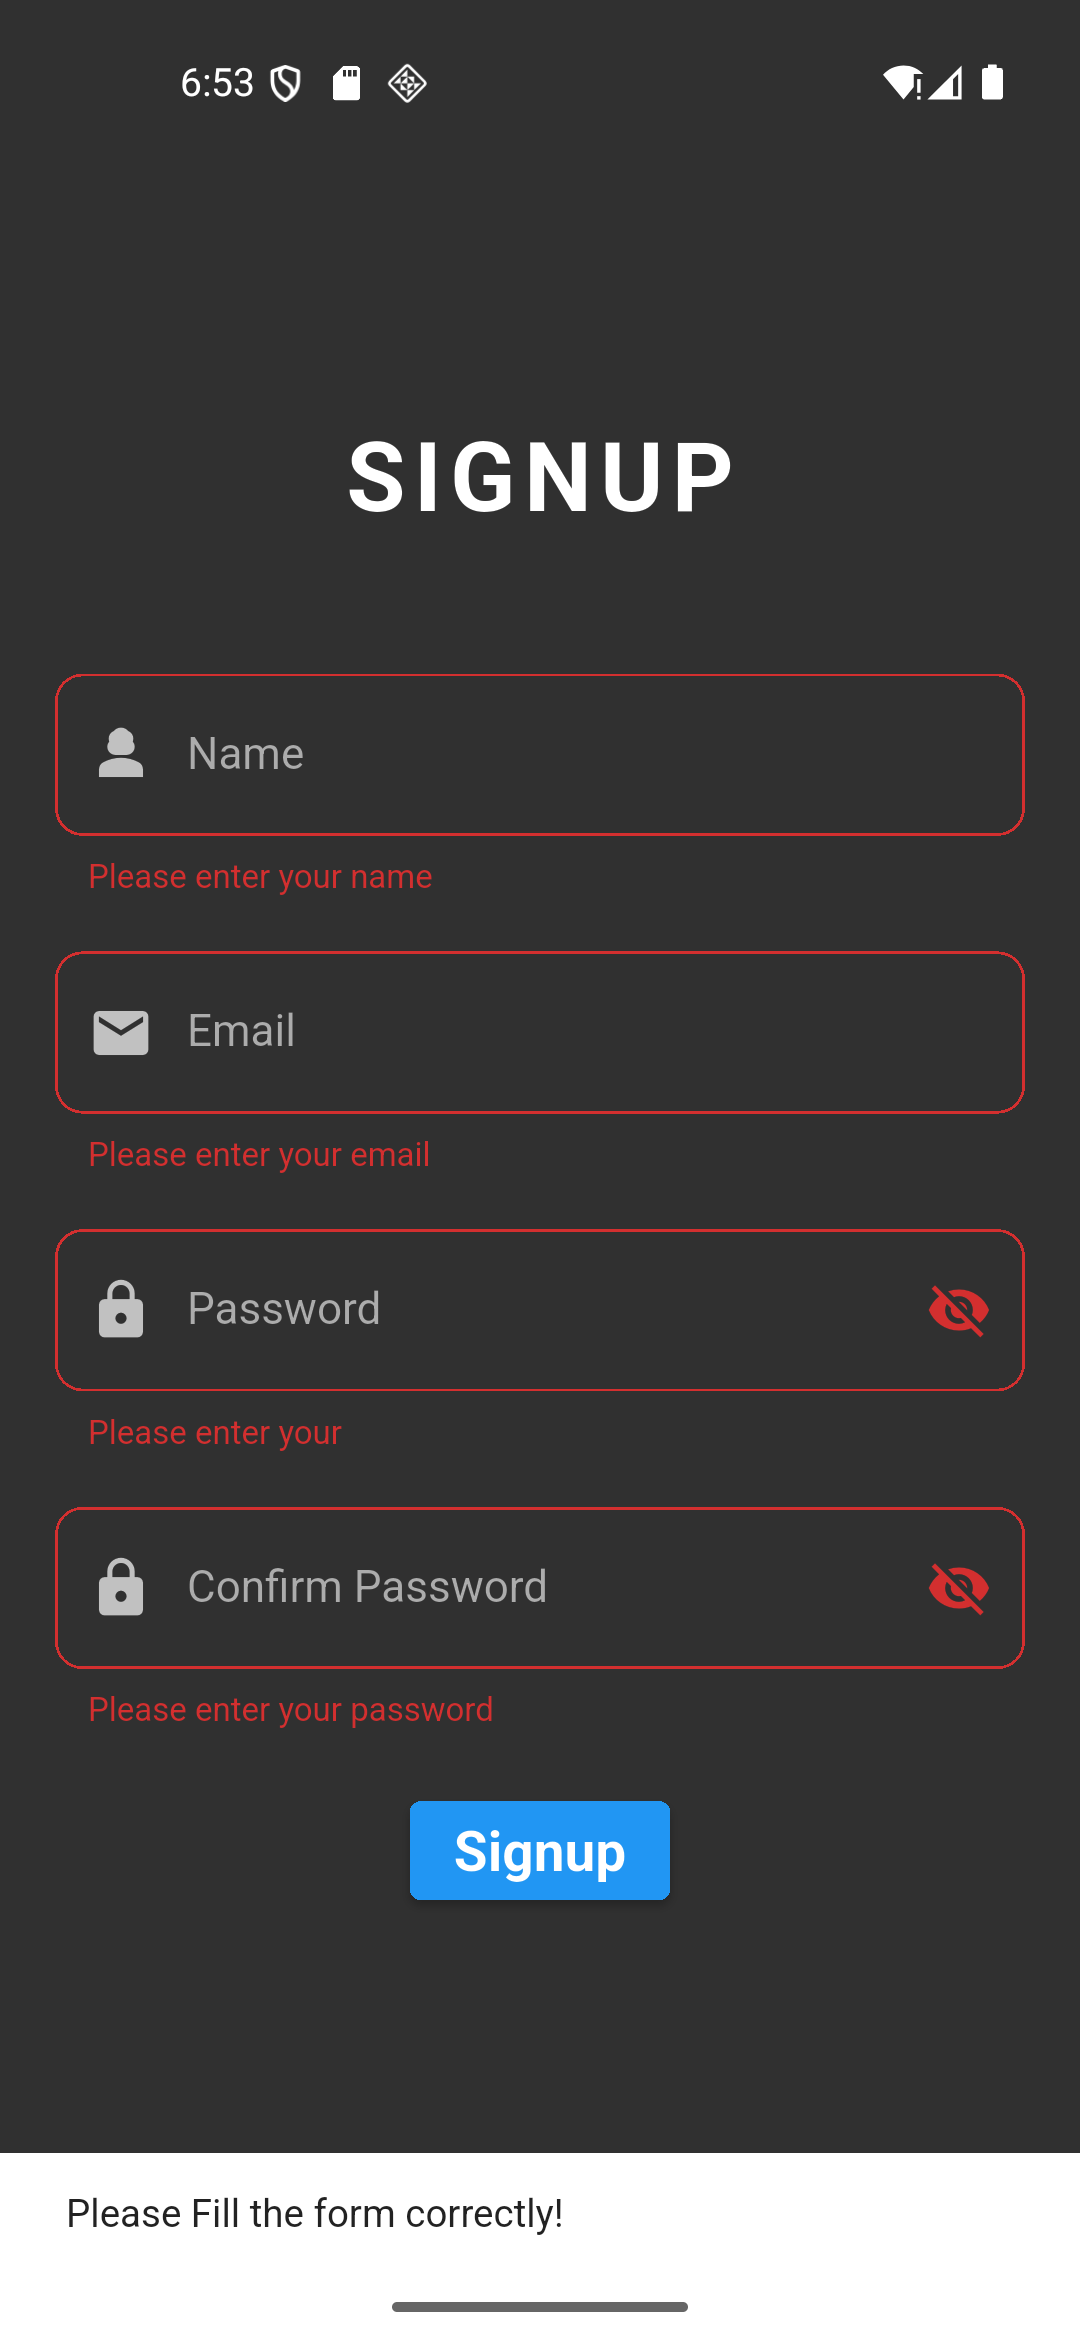 6:53
SIGNUP
Name
Please enter your name
Email
Please enter your email
Password
Please enter your
Confirm Password
Please enter your password
Signup
Please Fill the form correctly!